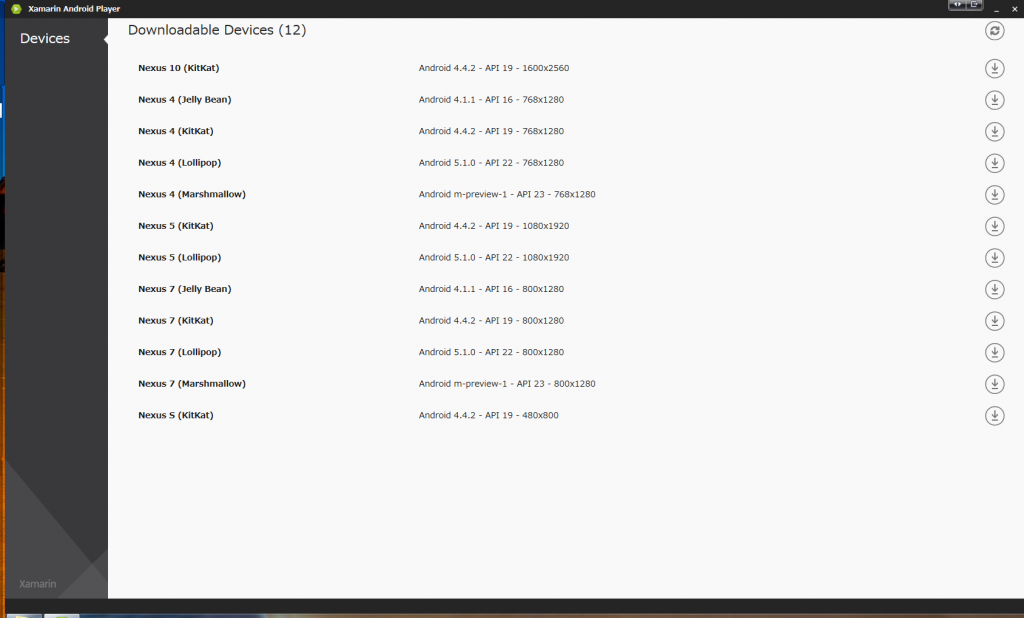 Xamarin Android Player
Devices
Downloadable Devices (12)
Nexus 10 (KitKat) Android 4.4.2 - API 19 - 1600x2560
Nexus 4 (Jelly Bean) Android 4.1.1 - API 16 - 768x1280
Nexus 4 (KitKat) Android 4.4.2 - API 19 - 768x1280
Nexus 4 (Lollipop) Android 5.1.0 - API 22 - 768x1280
Nexus 4 (Marshmallow) Android m-preview-1 - API 23 - 768x1280
Nexus 5 (KitKat) Android 4.4.2 - API 19 - 1080x1920
Nexus 5 (Lollipop) Android 5.1.0 - API 22 - 1080x1920
Nexus 7 (Jelly Bean) Android 4.1.1 - API 16 - 800x1280
Nexus 7 (KitKat) Android 4.4.2 - API 19 - 800x1280
Nexus 7 (Lollipop) Android 5.1.0 - API 22 - 800x1280
Nexus 7 (Marshmallow) Android m-preview-1 - API 23 - 800x1280
Nexus S (KitKat) Android 4.4.2 - API 19 - 480x800
Xamarin